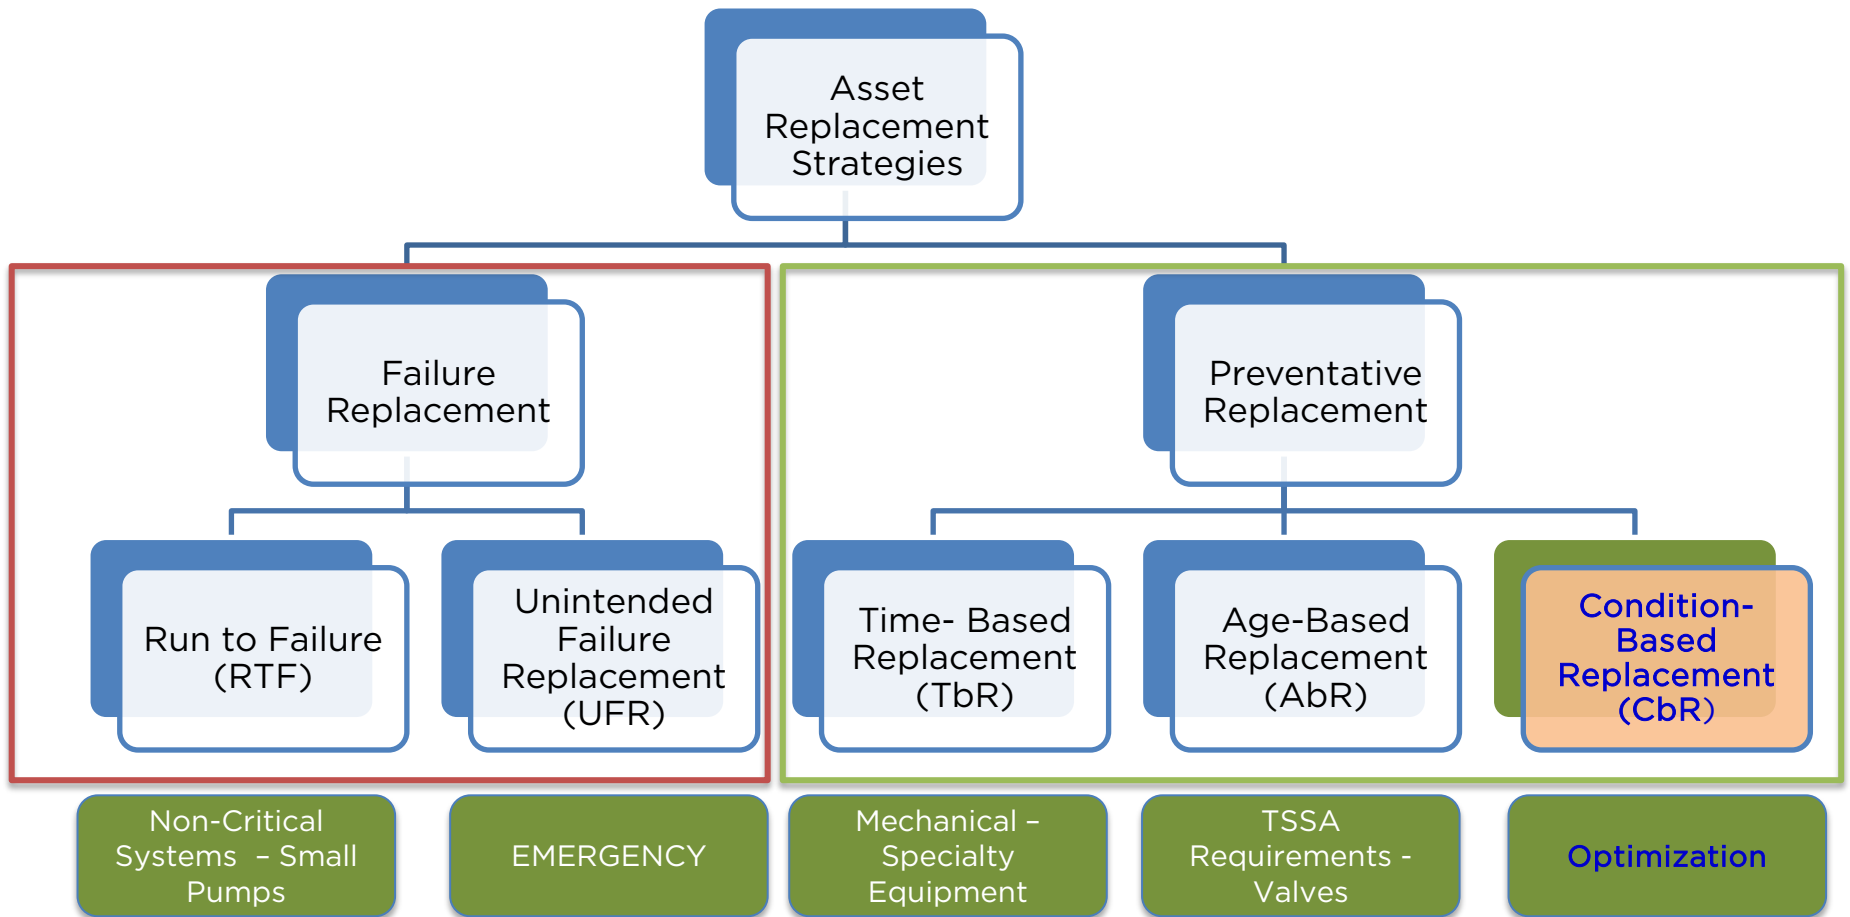 Asset
Replacement
Strategies
Failure
Replacement
Preventative
Replacement
Run to Failure
(RTF)
Unintended
Failure
Replacement
(UFR)
Time- Based
Replacement
(TbR)
Age-Based
Replacement
(AbR)
Condition-
Based
Replacement
(CbR)
Non-Critical
Systems – Small
Pumps
EMERGENCY
Mechanical –
Specialty
Equipment
TSSA
Requirements -
Valves
Optimization